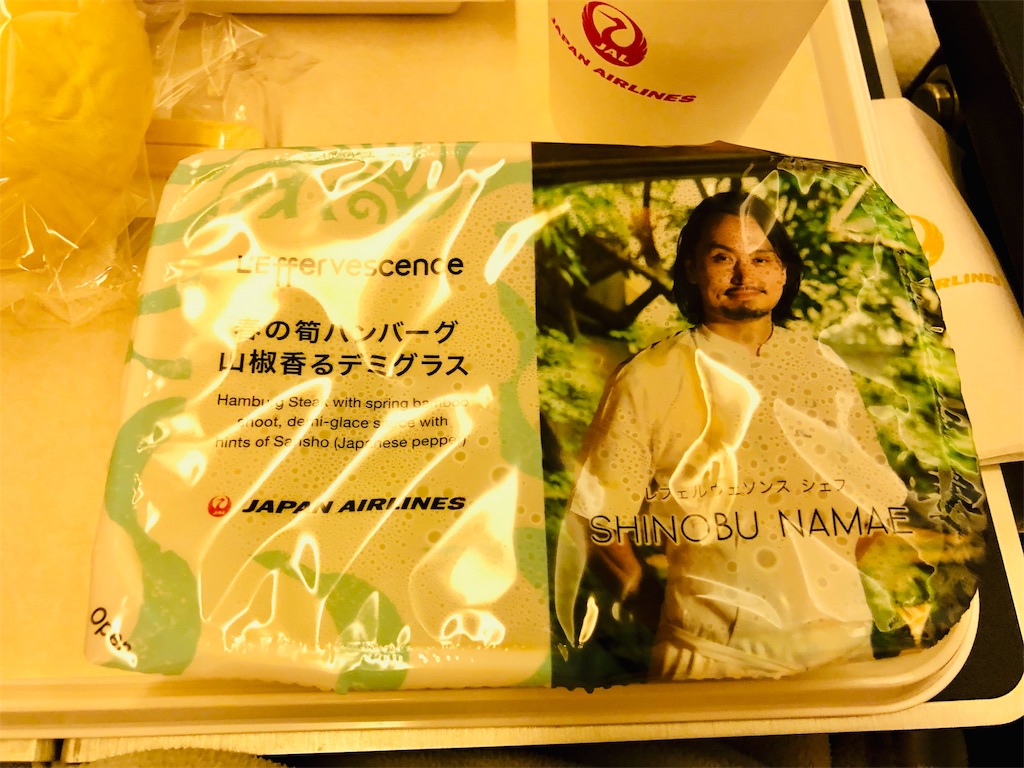 JAL
JAPAN AIRLINES
L'Effervescence
春の筍ハンバーグ
山椒香るデミグラス
Hamburg Steak with spring bamboo
shoot, demi-glace sauce with
hints of Sansho (Japanese pepper)
JAPAN AIRLINES
レフェルヴェソンス シェフ
SHINOBU NAMAE
Open
AIRLINES